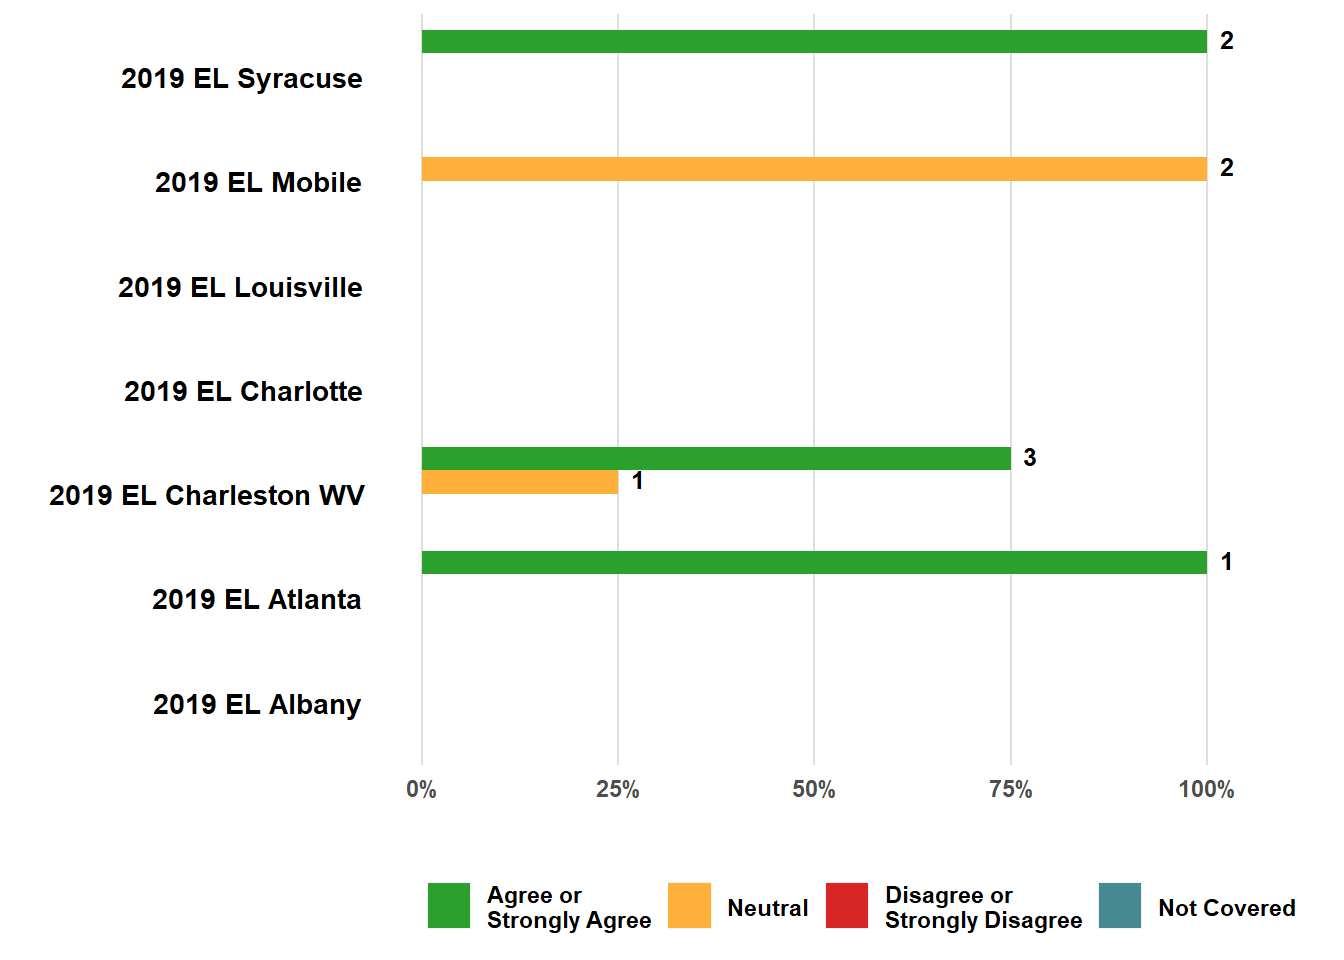 2
2019 EL Syracuse
2
2019 EL Mobile
2019 EL Louisville
2019 EL Charlotte
3
1
2019 EL Charleston WV
1
2019 EL Atlanta
2019 EL Albany
0% 25% 50% 75% 100%
Agree or
Strongly Agree
Neutral
Disagree or
Strongly Disagree
Not Covered